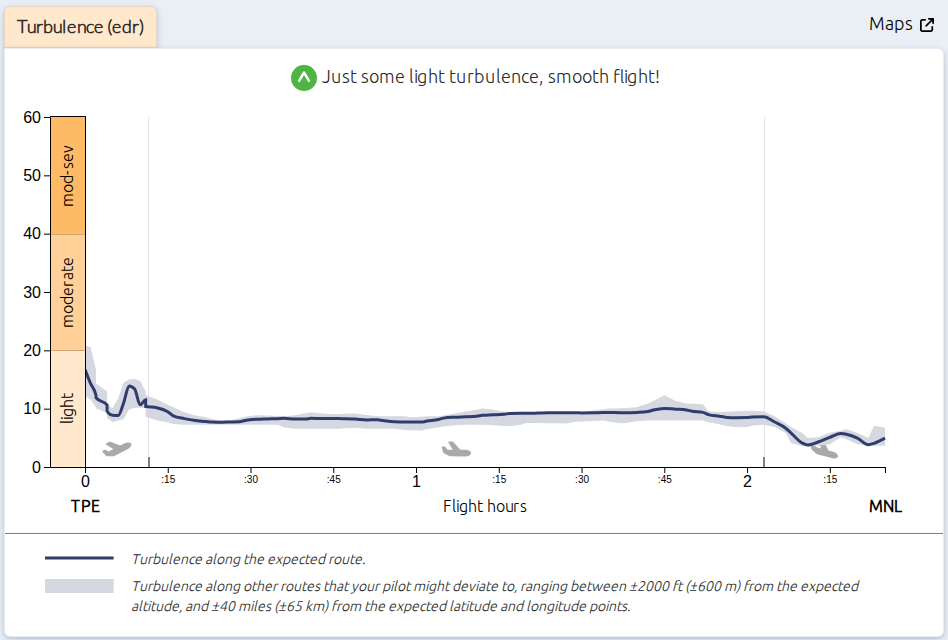 Turbulence (edr)
Maps
Just some light turbulence, smooth flight!
60
50
40
30
20
10
0
mod-sev
moderate
light
0 :15 :30 :45 1 :15 :30 :45 2 :15
TPE Flight hours MNL
Turbulence along the expected route.
Turbulence along other routes that your pilot might deviate to, ranging between ±2000 ft (±600 m) from the expected
altitude, and ±40 miles (±65 km) from the expected latitude and longitude points.